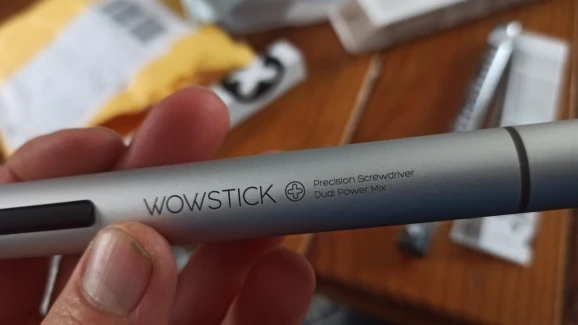 WOWSTICK
Precision Screwdriver
Dual Power Mix